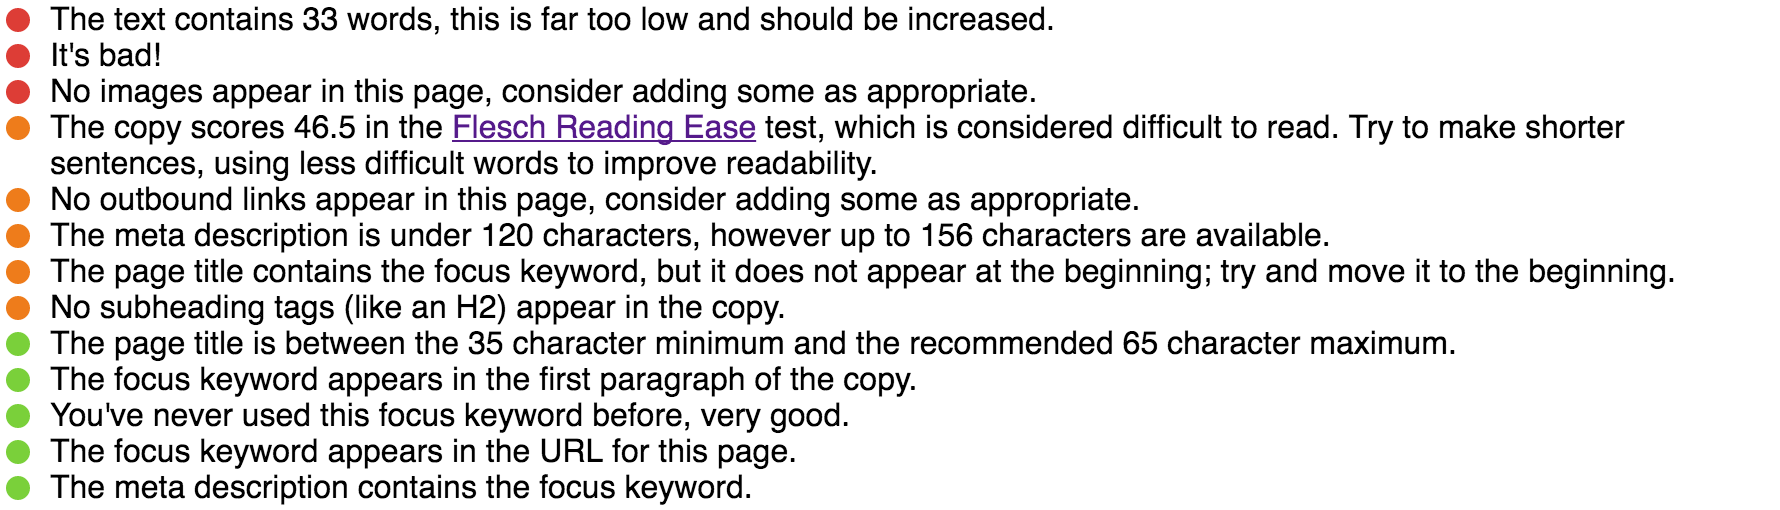 The text contains 33 words, this is far too low and should be increased.
It's bad!
No images appear in this page, consider adding some as appropriate.
The copy scores 46.5 in the Flesch Reading Ease test, which is considered difficult to read. Try to make shorter
sentences, using less difficult words to improve readability.
No outbound links appear in this page, consider adding some as appropriate.
The meta description is under 120 characters, however up to 156 characters are available.
The page title contains the focus keyword, but it does not appear at the beginning; try and move it to the beginning.
No subheading tags (like an H2) appear in the copy.
The page title is between the 35 character minimum and the recommended 65 character maximum.
The focus keyword appears in the first paragraph of the copy.
You've never used this focus keyword before, very good.
The focus keyword appears in the URL for this page.
The meta description contains the focus keyword.